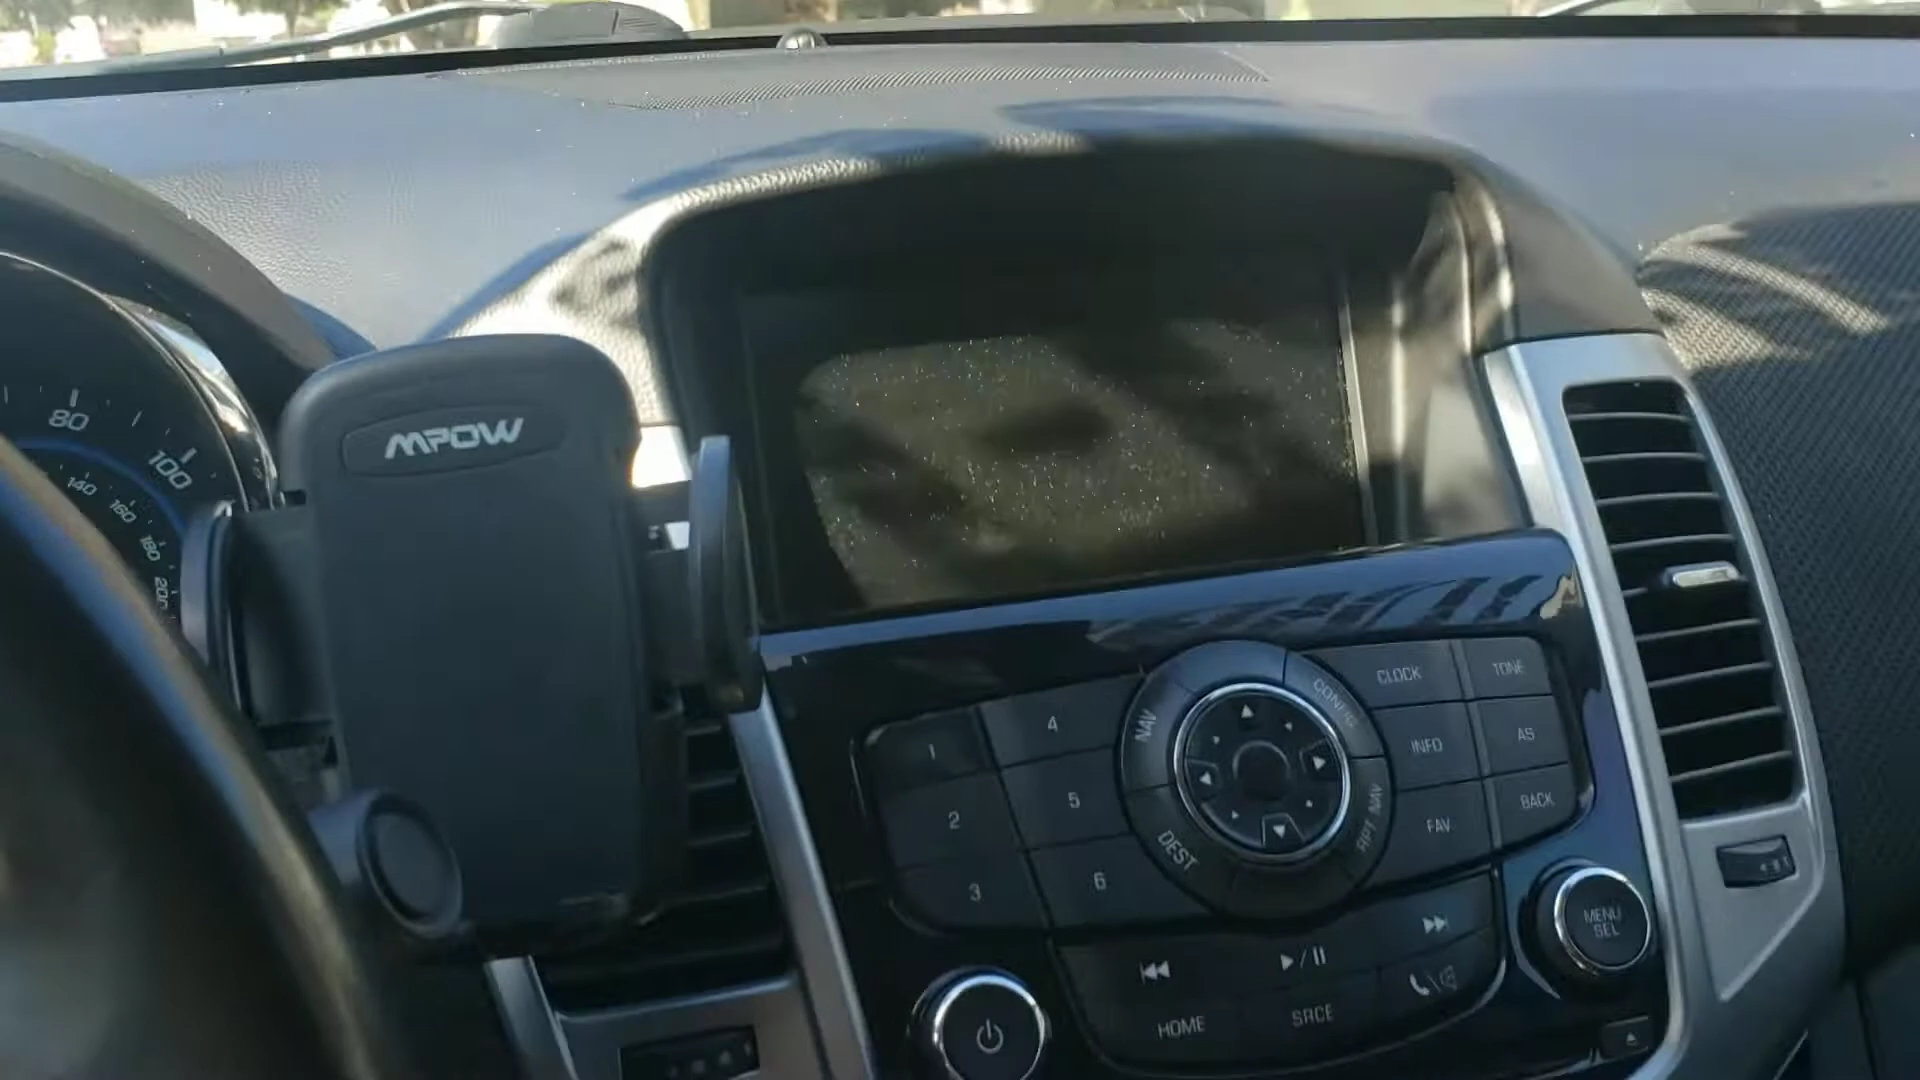 80
100
140
160
180
200
MPOW
1
2
3
4
5
6
NAV
CONFIG
DEST
RPT NAV
CLOCK
TONE
INFO
AS
FAV
BACK
MENU
SEL
HOME
SRCE